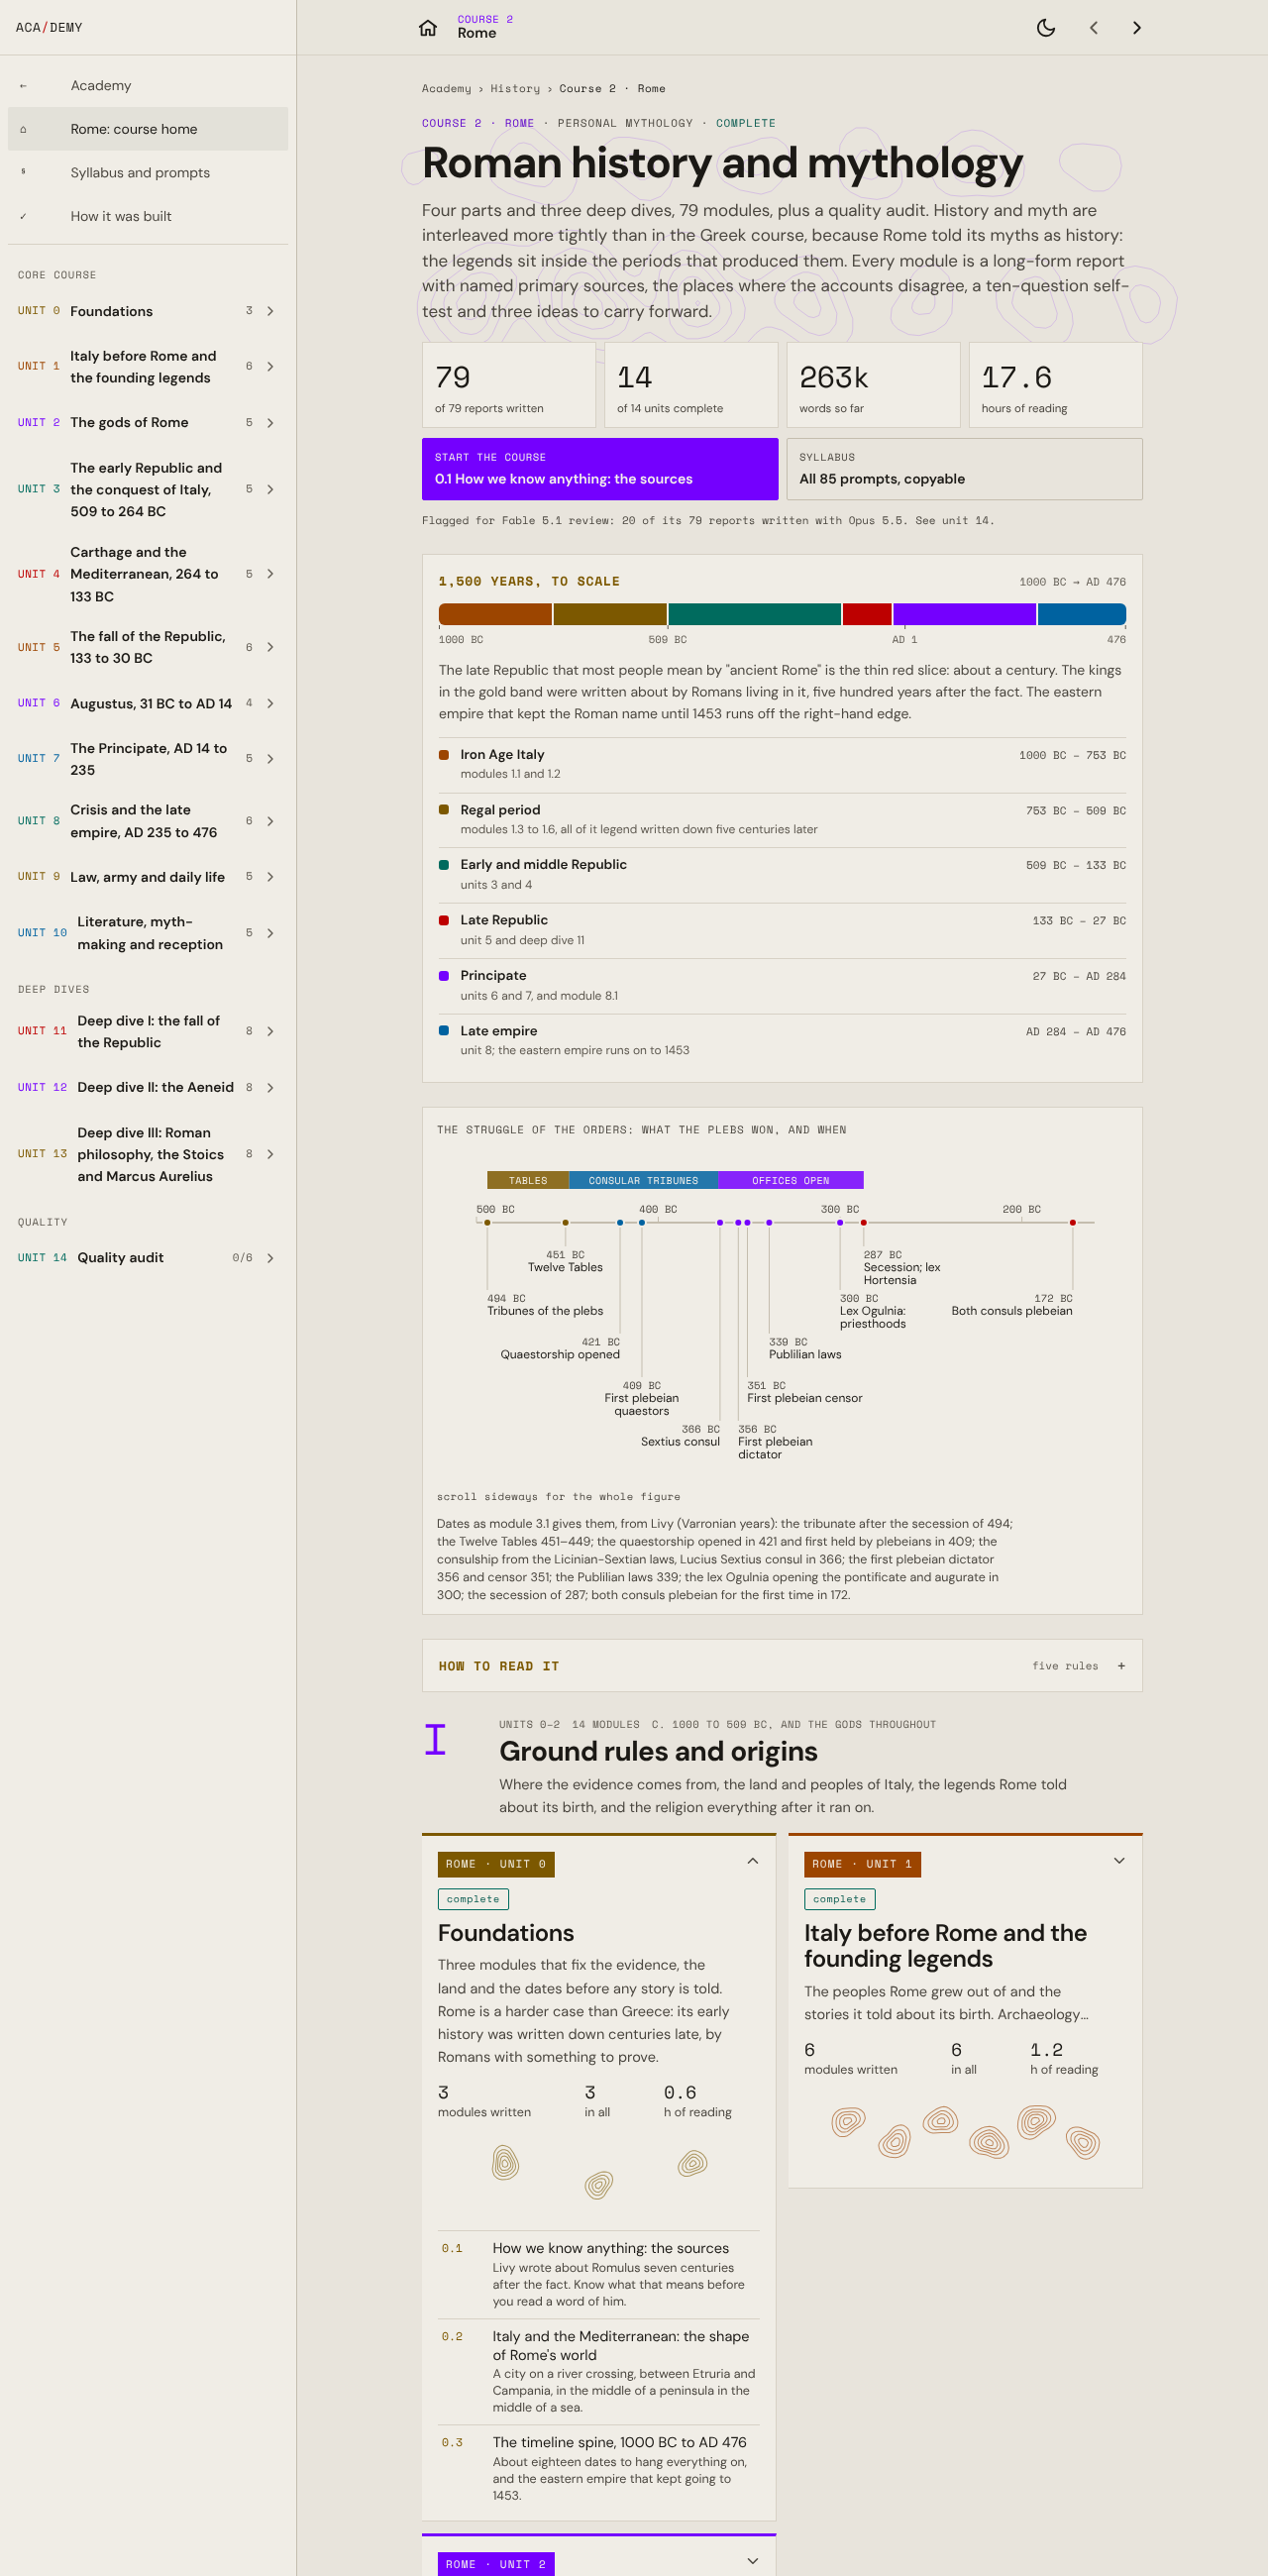 ACA/DEMY
← Academy
⌂ Rome: course home
§ Syllabus and prompts
✓ How it was built
CORE COURSE
UNIT 0 Foundations 3
UNIT 1 Italy before Rome and
the founding legends 6
UNIT 2 The gods of Rome 5
UNIT 3 The early Republic and
the conquest of Italy,
509 to 264 BC 5
UNIT 4 Carthage and the
Mediterranean, 264 to
133 BC 5
UNIT 5 The fall of the Republic,
133 to 30 BC 6
UNIT 6 Augustus, 31 BC to AD 14 4
UNIT 7 The Principate, AD 14 to
235 5
UNIT 8 Crisis and the late
empire, AD 235 to 476 6
UNIT 9 Law, army and daily life 5
UNIT 10 Literature, myth-
making and reception 5
DEEP DIVES
UNIT 11 Deep dive I: the fall of
the Republic 8
UNIT 12 Deep dive II: the Aeneid 8
UNIT 13 Deep dive III: Roman
philosophy, the Stoics
and Marcus Aurelius 8
QUALITY
UNIT 14 Quality audit 0/6
COURSE 2
Rome
Academy › History › Course 2 · Rome
COURSE 2 · ROME · PERSONAL MYTHOLOGY · COMPLETE
Roman history and mythology
Four parts and three deep dives, 79 modules, plus a quality audit. History and myth are
interleaved more tightly than in the Greek course, because Rome told its myths as history:
the legends sit inside the periods that produced them. Every module is a long-form report
with named primary sources, the places where the accounts disagree, a ten-question self-
test and three ideas to carry forward.
79
of 79 reports written
14
of 14 units complete
263k
words so far
17.6
hours of reading
START THE COURSE
0.1 How we know anything: the sources
SYLLABUS
All 85 prompts, copyable
Flagged for Fable 5.1 review: 20 of its 79 reports written with Opus 5.5. See unit 14.
1,500 YEARS, TO SCALE
1000 BC → AD 476
1000 BC 509 BC AD 1 476
The late Republic that most people mean by "ancient Rome" is the thin red slice: about a century. The kings
in the gold band were written about by Romans living in it, five hundred years after the fact. The eastern
empire that kept the Roman name until 1453 runs off the right-hand edge.
Iron Age Italy 1000 BC – 753 BC
modules 1.1 and 1.2
Regal period 753 BC – 509 BC
modules 1.3 to 1.6, all of it legend written down five centuries later
Early and middle Republic 509 BC – 133 BC
units 3 and 4
Late Republic 133 BC – 27 BC
unit 5 and deep dive 11
Principate 27 BC – AD 284
units 6 and 7, and module 8.1
Late empire AD 284 – AD 476
unit 8; the eastern empire runs on to 1453
THE STRUGGLE OF THE ORDERS: WHAT THE PLEBS WON, AND WHEN
TABLES CONSULAR TRIBUNES OFFICES OPEN
500 BC 400 BC 300 BC 200 BC
451 BC
Twelve Tables
287 BC
Secession; lex
Hortensia
494 BC
Tribunes of the plebs
300 BC
Lex Ogulnia:
priesthoods
172 BC
Both consuls plebeian
421 BC
Quaestorship opened
339 BC
Publilian laws
409 BC
First plebeian
quaestors
351 BC
First plebeian censor
366 BC
Sextius consul
356 BC
First plebeian
dictator
scroll sideways for the whole figure
Dates as module 3.1 gives them, from Livy (Varronian years): the tribunate after the secession of 494;
the Twelve Tables 451–449; the quaestorship opened in 421 and first held by plebeians in 409; the
consulship from the Licinian-Sextian laws, Lucius Sextius consul in 366; the first plebeian dictator
356 and censor 351; the Publilian laws 339; the lex Ogulnia opening the pontificate and augurate in
300; the secession of 287; both consuls plebeian for the first time in 172.
HOW TO READ IT five rules +
I
UNITS 0–2 14 MODULES C. 1000 TO 509 BC, AND THE GODS THROUGHOUT
Ground rules and origins
Where the evidence comes from, the land and peoples of Italy, the legends Rome told
about its birth, and the religion everything after it ran on.
ROME · UNIT 0
complete
Foundations
Three modules that fix the evidence, the
land and the dates before any story is told.
Rome is a harder case than Greece: its early
history was written down centuries late, by
Romans with something to prove.
3 3 0.6
modules written in all h of reading
0.1 How we know anything: the sources
Livy wrote about Romulus seven centuries
after the fact. Know what that means before
you read a word of him.
0.2 Italy and the Mediterranean: the shape
of Rome's world
A city on a river crossing, between Etruria and
Campania, in the middle of a peninsula in the
middle of a sea.
0.3 The timeline spine, 1000 BC to AD 476
About eighteen dates to hang everything on,
and the eastern empire that kept going to
1453.
ROME · UNIT 1
complete
Italy before Rome and the
founding legends
The peoples Rome grew out of and the
stories it told about its birth. Archaeology…
6 6 1.2
modules written in all h of reading
ROME · UNIT 2